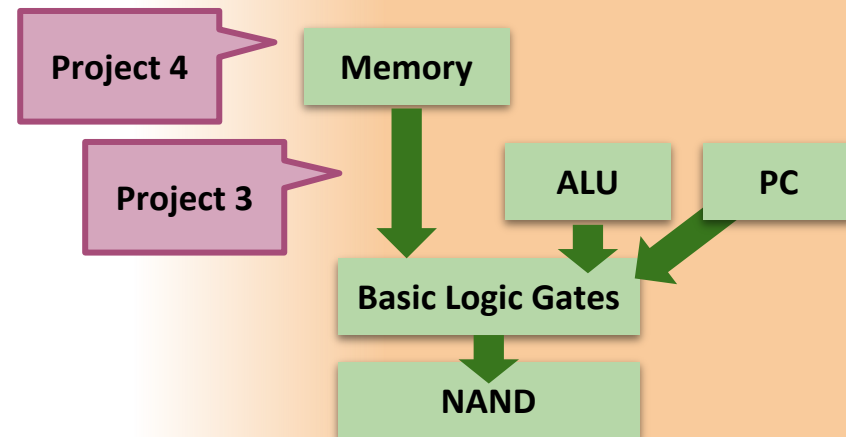 Project 4
Memory
Project 3
ALU
PC
Basic Logic Gates
NAND